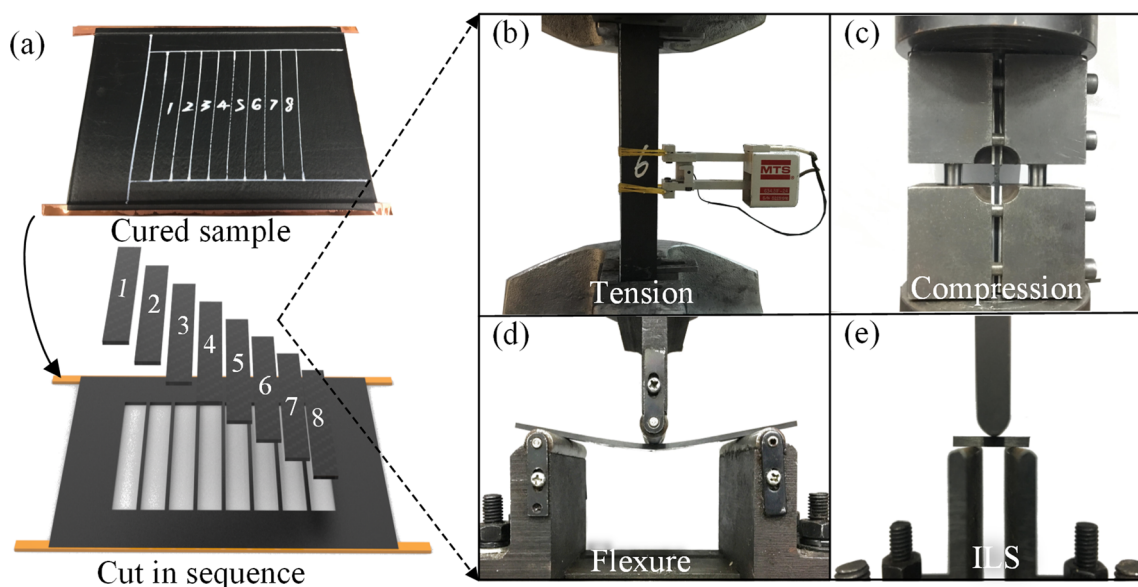 (a)
1 2 3 4 5 6 7 8
Cured sample
1
2
3
4
5
6
7
8
Cut in sequence
(b)
6
MTS
Tension
(c)
Compression
(d)
Flexure
(e)
ILS